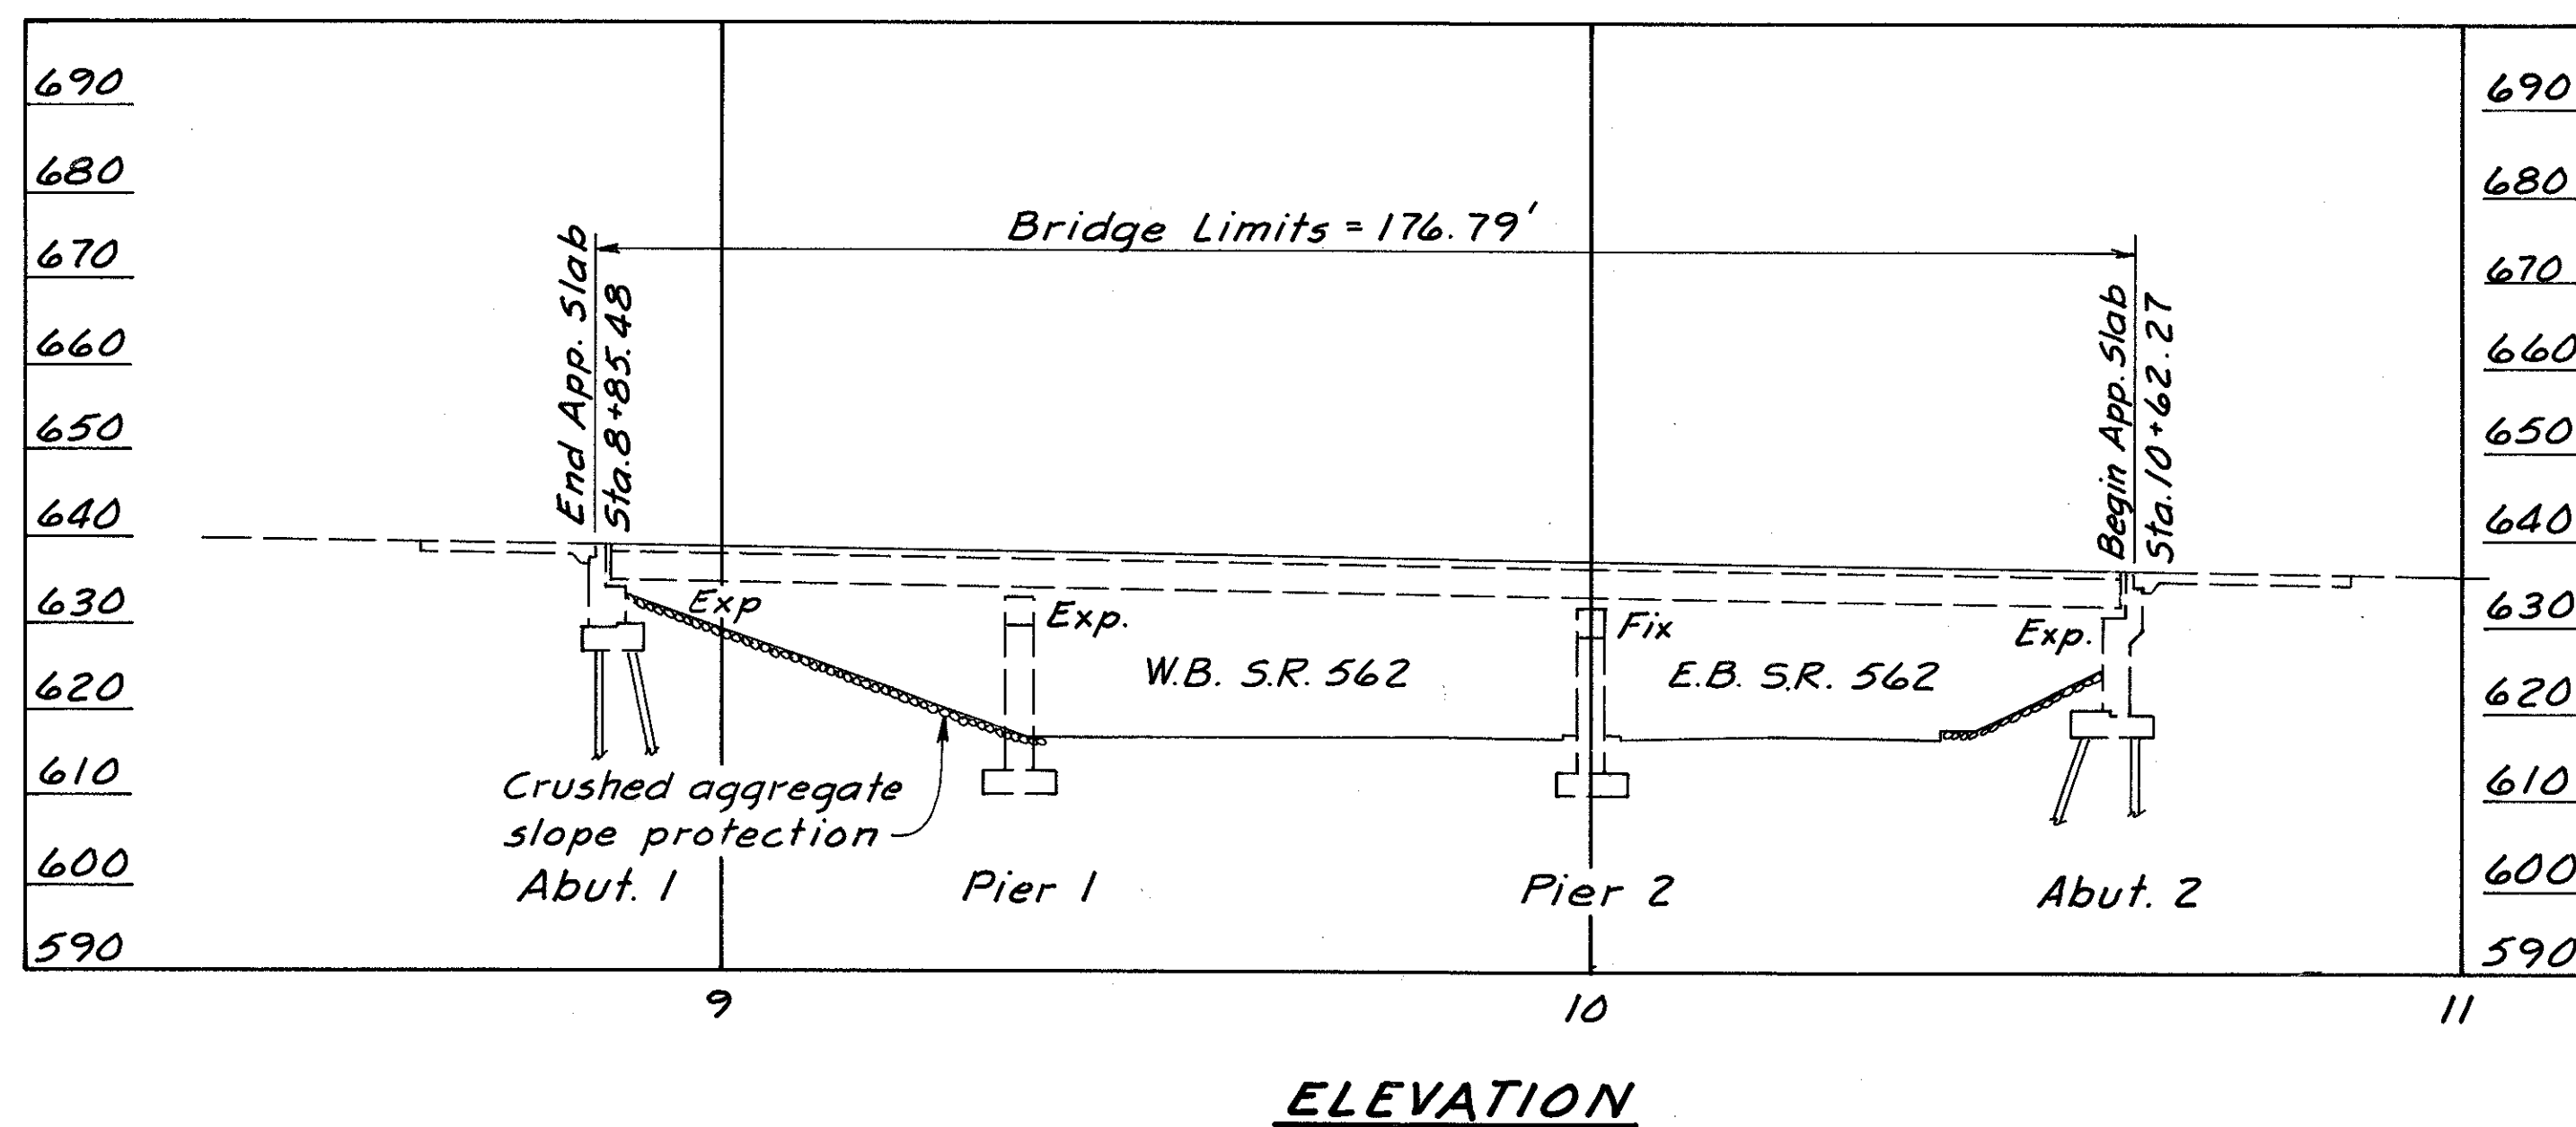 690
680
670
660
650
640
630
620
610
600
590
Bridge Limits = 176.79'
End App. Slab
Sta. 8+85.48
Begin App. Slab
Sta. 10+62.27
Exp
Exp.
Fix
Exp.
W.B. S.R. 562
E.B. S.R. 562
Crushed aggregate
slope protection
Abut. 1
Pier 1
Pier 2
Abut. 2
690
680
670
660
650
640
630
620
610
600
590
9
10
11
ELEVATION